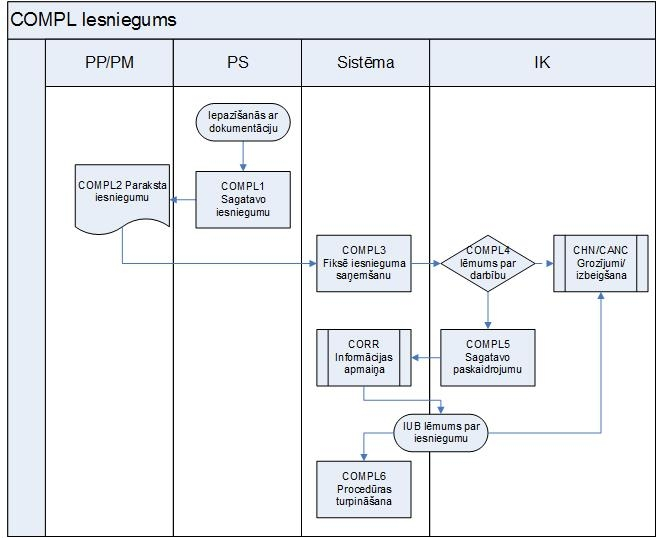 COMPL Iesniegums
PP/PM
PS
Sistēma
IK
Iepazīšanās ar
dokumentāciju
COMPL2 Paraksta
iesniegumu
COMPL1
Sagatavo
iesniegumu
COMPL3
Fiksē iesnieguma
saņemšanu
COMPL4
lēmums par
darbību
CHN/CANC
Grozījumi/
izbeigšana
CORR
Informācijas
apmaiņa
COMPL5
Sagatavo
paskaidrojumu
IUB lēmums par
iesniegumu
COMPL6
Procedūras
turpināšana